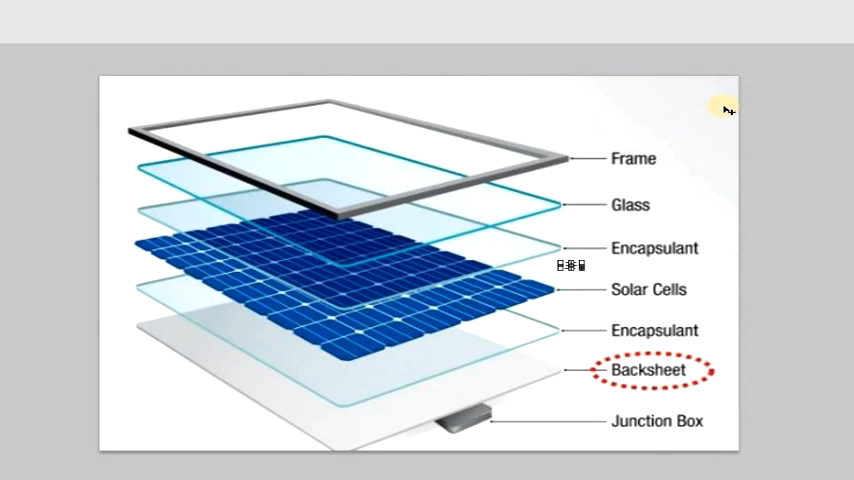 Frame
Glass
Encapsulant
Solar Cells
Encapsulant
Backsheet
Junction Box